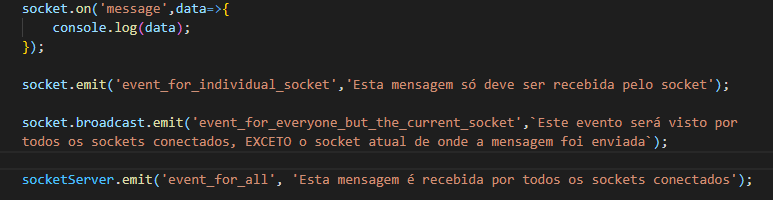 socket.on('message',data=>{
    console.log(data);
});
socket.emit('event_for_individual_socket','Esta mensagem só deve ser recebida pelo socket');
socket.broadcast.emit('event_for_everyone_but_the_current_socket',`Este evento será visto por
todos os sockets conectados, EXCETO o socket atual de onde a mensagem foi enviada`);
socketServer.emit('event_for_all', 'Esta mensagem é recebida por todos os sockets conectados');